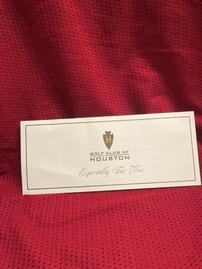 GOLF CLUB OF
HOUSTON
Especially For You